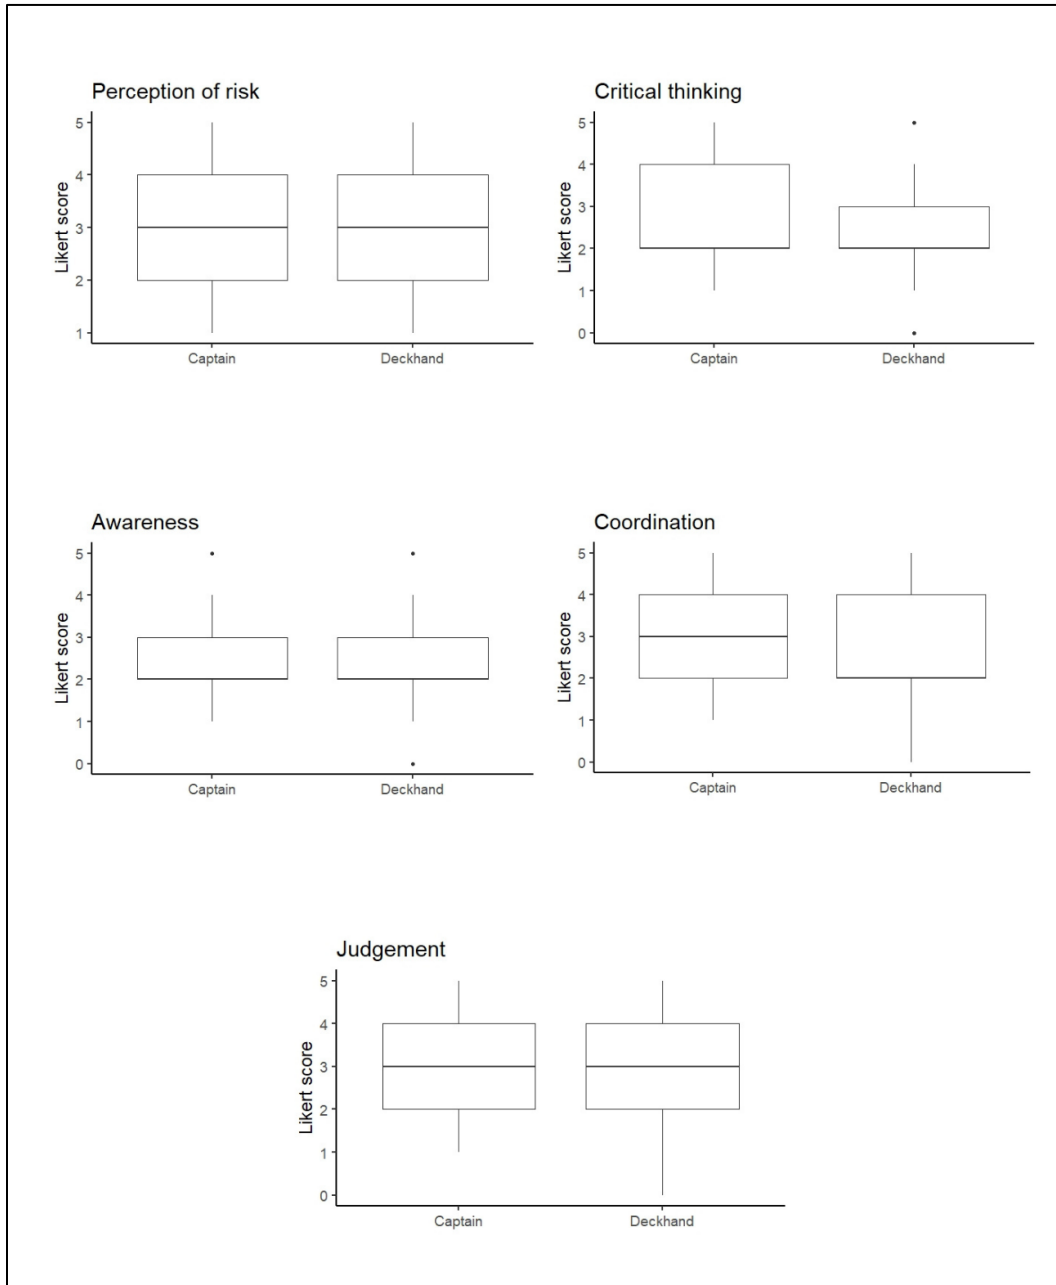 Perception of risk
Likert score
5
4
3
2
1
Captain Deckhand
Critical thinking
Likert score
5
4
3
2
1
0
Captain Deckhand
Awareness
Likert score
5
4
3
2
1
0
Captain Deckhand
Coordination
Likert score
5
4
3
2
1
0
Captain Deckhand
Judgement
Likert score
5
4
3
2
1
0
Captain Deckhand